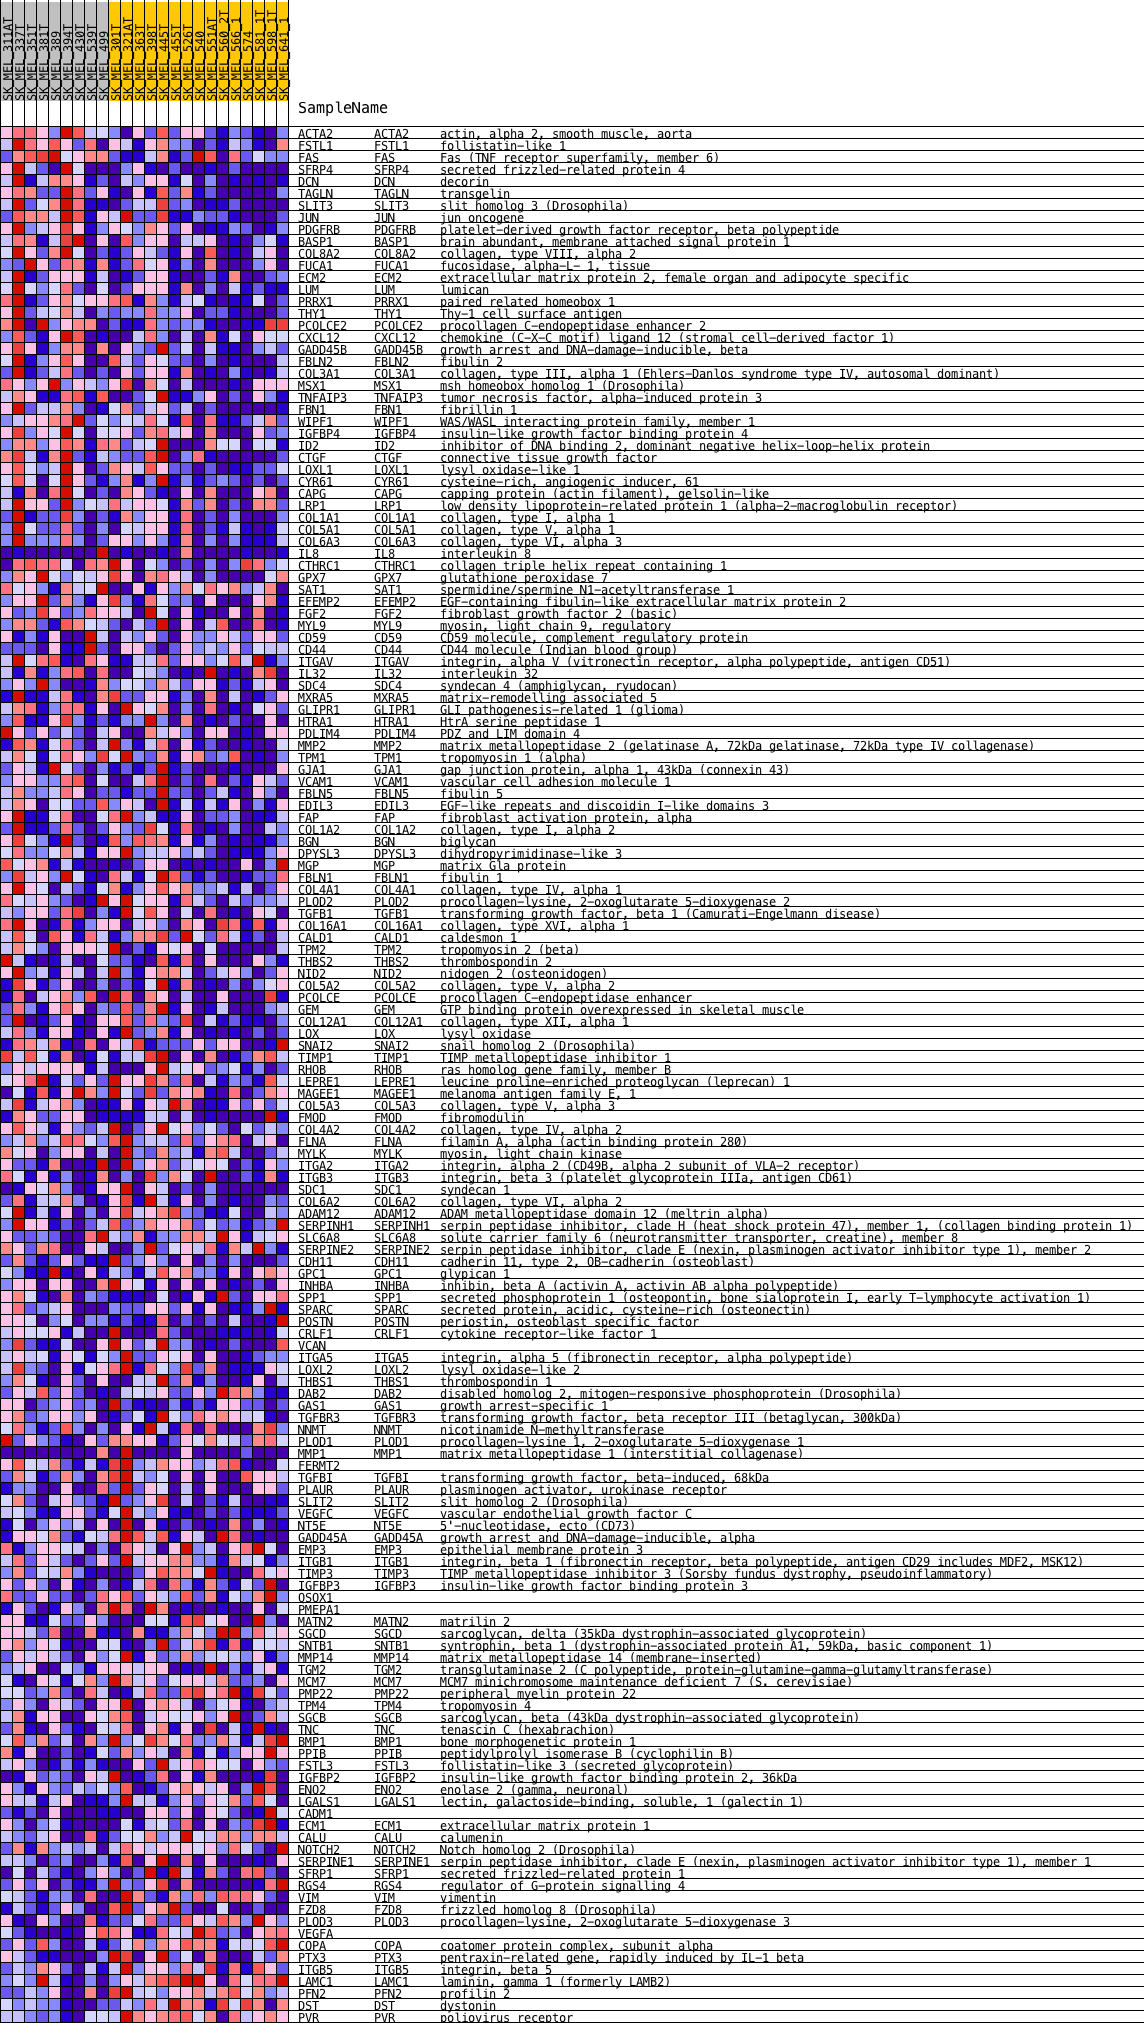 SK_MEL_311AT
SK_MEL_337T
SK_MEL_351T
SK_MEL_381T
SK_MEL_389
SK_MEL_394T
SK_MEL_430T
SK_MEL_539T
SK_MEL_499
SK_MEL_301T
SK_MEL_321AT
SK_MEL_363T
SK_MEL_398T
SK_MEL_445T
SK_MEL_455T
SK_MEL_526T
SK_MEL_540
SK_MEL_551AT
SK_MEL_560_2T
SK_MEL_566_1
SK_MEL_574
SK_MEL_581_1T
SK_MEL_598_1T
SK_MEL_641_1
SampleName
ACTA2 ACTA2 actin, alpha 2, smooth muscle, aorta
FSTL1 FSTL1 follistatin-like 1
FAS FAS Fas (TNF receptor superfamily, member 6)
SFRP4 SFRP4 secreted frizzled-related protein 4
DCN DCN decorin
TAGLN TAGLN transgelin
SLIT3 SLIT3 slit homolog 3 (Drosophila)
JUN JUN jun oncogene
PDGFRB PDGFRB platelet-derived growth factor receptor, beta polypeptide
BASP1 BASP1 brain abundant, membrane attached signal protein 1
COL8A2 COL8A2 collagen, type VIII, alpha 2
FUCA1 FUCA1 fucosidase, alpha-L- 1, tissue
ECM2 ECM2 extracellular matrix protein 2, female organ and adipocyte specific
LUM LUM lumican
PRRX1 PRRX1 paired related homeobox 1
THY1 THY1 Thy-1 cell surface antigen
PCOLCE2 PCOLCE2 procollagen C-endopeptidase enhancer 2
CXCL12 CXCL12 chemokine (C-X-C motif) ligand 12 (stromal cell-derived factor 1)
GADD45B GADD45B growth arrest and DNA-damage-inducible, beta
FBLN2 FBLN2 fibulin 2
COL3A1 COL3A1 collagen, type III, alpha 1 (Ehlers-Danlos syndrome type IV, autosomal dominant)
MSX1 MSX1 msh homeobox homolog 1 (Drosophila)
TNFAIP3 TNFAIP3 tumor necrosis factor, alpha-induced protein 3
FBN1 FBN1 fibrillin 1
WIPF1 WIPF1 WAS/WASL interacting protein family, member 1
IGFBP4 IGFBP4 insulin-like growth factor binding protein 4
ID2 ID2 inhibitor of DNA binding 2, dominant negative helix-loop-helix protein
CTGF CTGF connective tissue growth factor
LOXL1 LOXL1 lysyl oxidase-like 1
CYR61 CYR61 cysteine-rich, angiogenic inducer, 61
CAPG CAPG capping protein (actin filament), gelsolin-like
LRP1 LRP1 low density lipoprotein-related protein 1 (alpha-2-macroglobulin receptor)
COL1A1 COL1A1 collagen, type I, alpha 1
COL5A1 COL5A1 collagen, type V, alpha 1
COL6A3 COL6A3 collagen, type VI, alpha 3
IL8 IL8 interleukin 8
CTHRC1 CTHRC1 collagen triple helix repeat containing 1
GPX7 GPX7 glutathione peroxidase 7
SAT1 SAT1 spermidine/spermine N1-acetyltransferase 1
EFEMP2 EFEMP2 EGF-containing fibulin-like extracellular matrix protein 2
FGF2 FGF2 fibroblast growth factor 2 (basic)
MYL9 MYL9 myosin, light chain 9, regulatory
CD59 CD59 CD59 molecule, complement regulatory protein
CD44 CD44 CD44 molecule (Indian blood group)
ITGAV ITGAV integrin, alpha V (vitronectin receptor, alpha polypeptide, antigen CD51)
IL32 IL32 interleukin 32
SDC4 SDC4 syndecan 4 (amphiglycan, ryudocan)
MXRA5 MXRA5 matrix-remodelling associated 5
GLIPR1 GLIPR1 GLI pathogenesis-related 1 (glioma)
HTRA1 HTRA1 HtrA serine peptidase 1
PDLIM4 PDLIM4 PDZ and LIM domain 4
MMP2 MMP2 matrix metallopeptidase 2 (gelatinase A, 72kDa gelatinase, 72kDa type IV collagenase)
TPM1 TPM1 tropomyosin 1 (alpha)
GJA1 GJA1 gap junction protein, alpha 1, 43kDa (connexin 43)
VCAM1 VCAM1 vascular cell adhesion molecule 1
FBLN5 FBLN5 fibulin 5
EDIL3 EDIL3 EGF-like repeats and discoidin I-like domains 3
FAP FAP fibroblast activation protein, alpha
COL1A2 COL1A2 collagen, type I, alpha 2
BGN BGN biglycan
DPYSL3 DPYSL3 dihydropyrimidinase-like 3
MGP MGP matrix Gla protein
FBLN1 FBLN1 fibulin 1
COL4A1 COL4A1 collagen, type IV, alpha 1
PLOD2 PLOD2 procollagen-lysine, 2-oxoglutarate 5-dioxygenase 2
TGFB1 TGFB1 transforming growth factor, beta 1 (Camurati-Engelmann disease)
COL16A1 COL16A1 collagen, type XVI, alpha 1
CALD1 CALD1 caldesmon 1
TPM2 TPM2 tropomyosin 2 (beta)
THBS2 THBS2 thrombospondin 2
NID2 NID2 nidogen 2 (osteonidogen)
COL5A2 COL5A2 collagen, type V, alpha 2
PCOLCE PCOLCE procollagen C-endopeptidase enhancer
GEM GEM GTP binding protein overexpressed in skeletal muscle
COL12A1 COL12A1 collagen, type XII, alpha 1
LOX LOX lysyl oxidase
SNAI2 SNAI2 snail homolog 2 (Drosophila)
TIMP1 TIMP1 TIMP metallopeptidase inhibitor 1
RHOB RHOB ras homolog gene family, member B
LEPRE1 LEPRE1 leucine proline-enriched proteoglycan (leprecan) 1
MAGEE1 MAGEE1 melanoma antigen family E, 1
COL5A3 COL5A3 collagen, type V, alpha 3
FMOD FMOD fibromodulin
COL4A2 COL4A2 collagen, type IV, alpha 2
FLNA FLNA filamin A, alpha (actin binding protein 280)
MYLK MYLK myosin, light chain kinase
ITGA2 ITGA2 integrin, alpha 2 (CD49B, alpha 2 subunit of VLA-2 receptor)
ITGB3 ITGB3 integrin, beta 3 (platelet glycoprotein IIIa, antigen CD61)
SDC1 SDC1 syndecan 1
COL6A2 COL6A2 collagen, type VI, alpha 2
ADAM12 ADAM12 ADAM metallopeptidase domain 12 (meltrin alpha)
SERPINH1 SERPINH1 serpin peptidase inhibitor, clade H (heat shock protein 47), member 1, (collagen binding protein 1)
SLC6A8 SLC6A8 solute carrier family 6 (neurotransmitter transporter, creatine), member 8
SERPINE2 SERPINE2 serpin peptidase inhibitor, clade E (nexin, plasminogen activator inhibitor type 1), member 2
CDH11 CDH11 cadherin 11, type 2, OB-cadherin (osteoblast)
GPC1 GPC1 glypican 1
INHBA INHBA inhibin, beta A (activin A, activin AB alpha polypeptide)
SPP1 SPP1 secreted phosphoprotein 1 (osteopontin, bone sialoprotein I, early T-lymphocyte activation 1)
SPARC SPARC secreted protein, acidic, cysteine-rich (osteonectin)
POSTN POSTN periostin, osteoblast specific factor
CRLF1 CRLF1 cytokine receptor-like factor 1
VCAN
ITGA5 ITGA5 integrin, alpha 5 (fibronectin receptor, alpha polypeptide)
LOXL2 LOXL2 lysyl oxidase-like 2
THBS1 THBS1 thrombospondin 1
DAB2 DAB2 disabled homolog 2, mitogen-responsive phosphoprotein (Drosophila)
GAS1 GAS1 growth arrest-specific 1
TGFBR3 TGFBR3 transforming growth factor, beta receptor III (betaglycan, 300kDa)
NNMT NNMT nicotinamide N-methyltransferase
PLOD1 PLOD1 procollagen-lysine 1, 2-oxoglutarate 5-dioxygenase 1
MMP1 MMP1 matrix metallopeptidase 1 (interstitial collagenase)
FERMT2
TGFBI TGFBI transforming growth factor, beta-induced, 68kDa
PLAUR PLAUR plasminogen activator, urokinase receptor
SLIT2 SLIT2 slit homolog 2 (Drosophila)
VEGFC VEGFC vascular endothelial growth factor C
NT5E NT5E 5'-nucleotidase, ecto (CD73)
GADD45A GADD45A growth arrest and DNA-damage-inducible, alpha
EMP3 EMP3 epithelial membrane protein 3
ITGB1 ITGB1 integrin, beta 1 (fibronectin receptor, beta polypeptide, antigen CD29 includes MDF2, MSK12)
TIMP3 TIMP3 TIMP metallopeptidase inhibitor 3 (Sorsby fundus dystrophy, pseudoinflammatory)
IGFBP3 IGFBP3 insulin-like growth factor binding protein 3
QSOX1
PMEPA1
MATN2 MATN2 matrilin 2
SGCD SGCD sarcoglycan, delta (35kDa dystrophin-associated glycoprotein)
SNTB1 SNTB1 syntrophin, beta 1 (dystrophin-associated protein A1, 59kDa, basic component 1)
MMP14 MMP14 matrix metallopeptidase 14 (membrane-inserted)
TGM2 TGM2 transglutaminase 2 (C polypeptide, protein-glutamine-gamma-glutamyltransferase)
MCM7 MCM7 MCM7 minichromosome maintenance deficient 7 (S. cerevisiae)
PMP22 PMP22 peripheral myelin protein 22
TPM4 TPM4 tropomyosin 4
SGCB SGCB sarcoglycan, beta (43kDa dystrophin-associated glycoprotein)
TNC TNC tenascin C (hexabrachion)
BMP1 BMP1 bone morphogenetic protein 1
PPIB PPIB peptidylprolyl isomerase B (cyclophilin B)
FSTL3 FSTL3 follistatin-like 3 (secreted glycoprotein)
IGFBP2 IGFBP2 insulin-like growth factor binding protein 2, 36kDa
ENO2 ENO2 enolase 2 (gamma, neuronal)
LGALS1 LGALS1 lectin, galactoside-binding, soluble, 1 (galectin 1)
CADM1
ECM1 ECM1 extracellular matrix protein 1
CALU CALU calumenin
NOTCH2 NOTCH2 Notch homolog 2 (Drosophila)
SERPINE1 SERPINE1 serpin peptidase inhibitor, clade E (nexin, plasminogen activator inhibitor type 1), member 1
SFRP1 SFRP1 secreted frizzled-related protein 1
RGS4 RGS4 regulator of G-protein signalling 4
VIM VIM vimentin
FZD8 FZD8 frizzled homolog 8 (Drosophila)
PLOD3 PLOD3 procollagen-lysine, 2-oxoglutarate 5-dioxygenase 3
VEGFA
COPA COPA coatomer protein complex, subunit alpha
PTX3 PTX3 pentraxin-related gene, rapidly induced by IL-1 beta
ITGB5 ITGB5 integrin, beta 5
LAMC1 LAMC1 laminin, gamma 1 (formerly LAMB2)
PFN2 PFN2 profilin 2
DST DST dystonin
PVR PVR poliovirus receptor